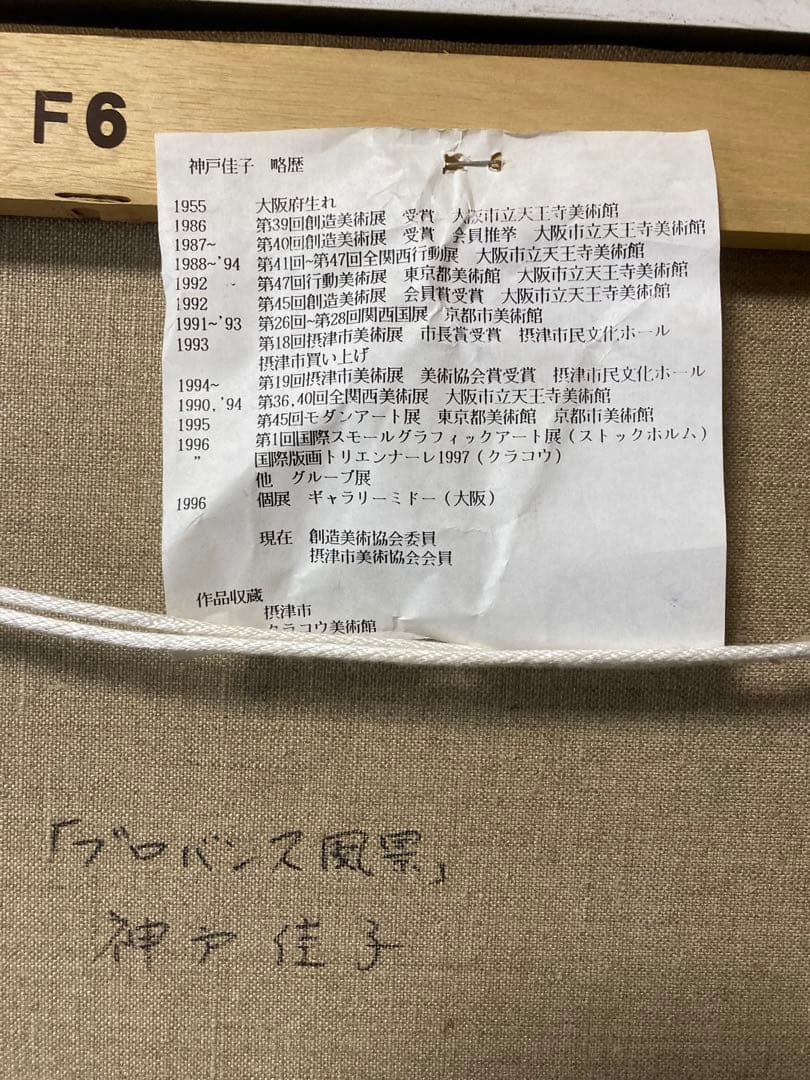 F6
神戸佳子 略歴
1955 大阪府生れ
1986 第39回創造美術展 受賞 大阪市立天王寺美術館
1987~ 第40回創造美術展 受賞 会員推挙 大阪市立天王寺美術館
1988~'94 第41回~第47回全関西行動展 大阪市立天王寺美術館
1992 第47回行動美術展 東京都美術館 大阪市立天王寺美術館
1992 第45回創造美術展 会員賞受賞 大阪市立天王寺美術館
1991~'93 第26回~第28回関西国展 京都市美術館
1993 第18回摂津市美術展 市長賞受賞 摂津市民文化ホール
摂津市買い上げ
1994~ 第19回摂津市美術展 美術協会賞受賞 摂津市民文化ホール
1990,'94 第36,40回全関西美術展 大阪市立天王寺美術館
1995 第45回モダンアート展 東京都美術館 京都市美術館
1996 第1回国際スモールグラフィックアート展(ストックホルム)
" 国際版画トリエンナーレ1997(クラコウ)
他 グループ展
1996 個展 ギャラリーミドー(大阪)
現在 創造美術協会委員
摂津市美術協会会員
作品収蔵
摂津市
クラコウ美術館
「プロバンス風景」
神戸佳子